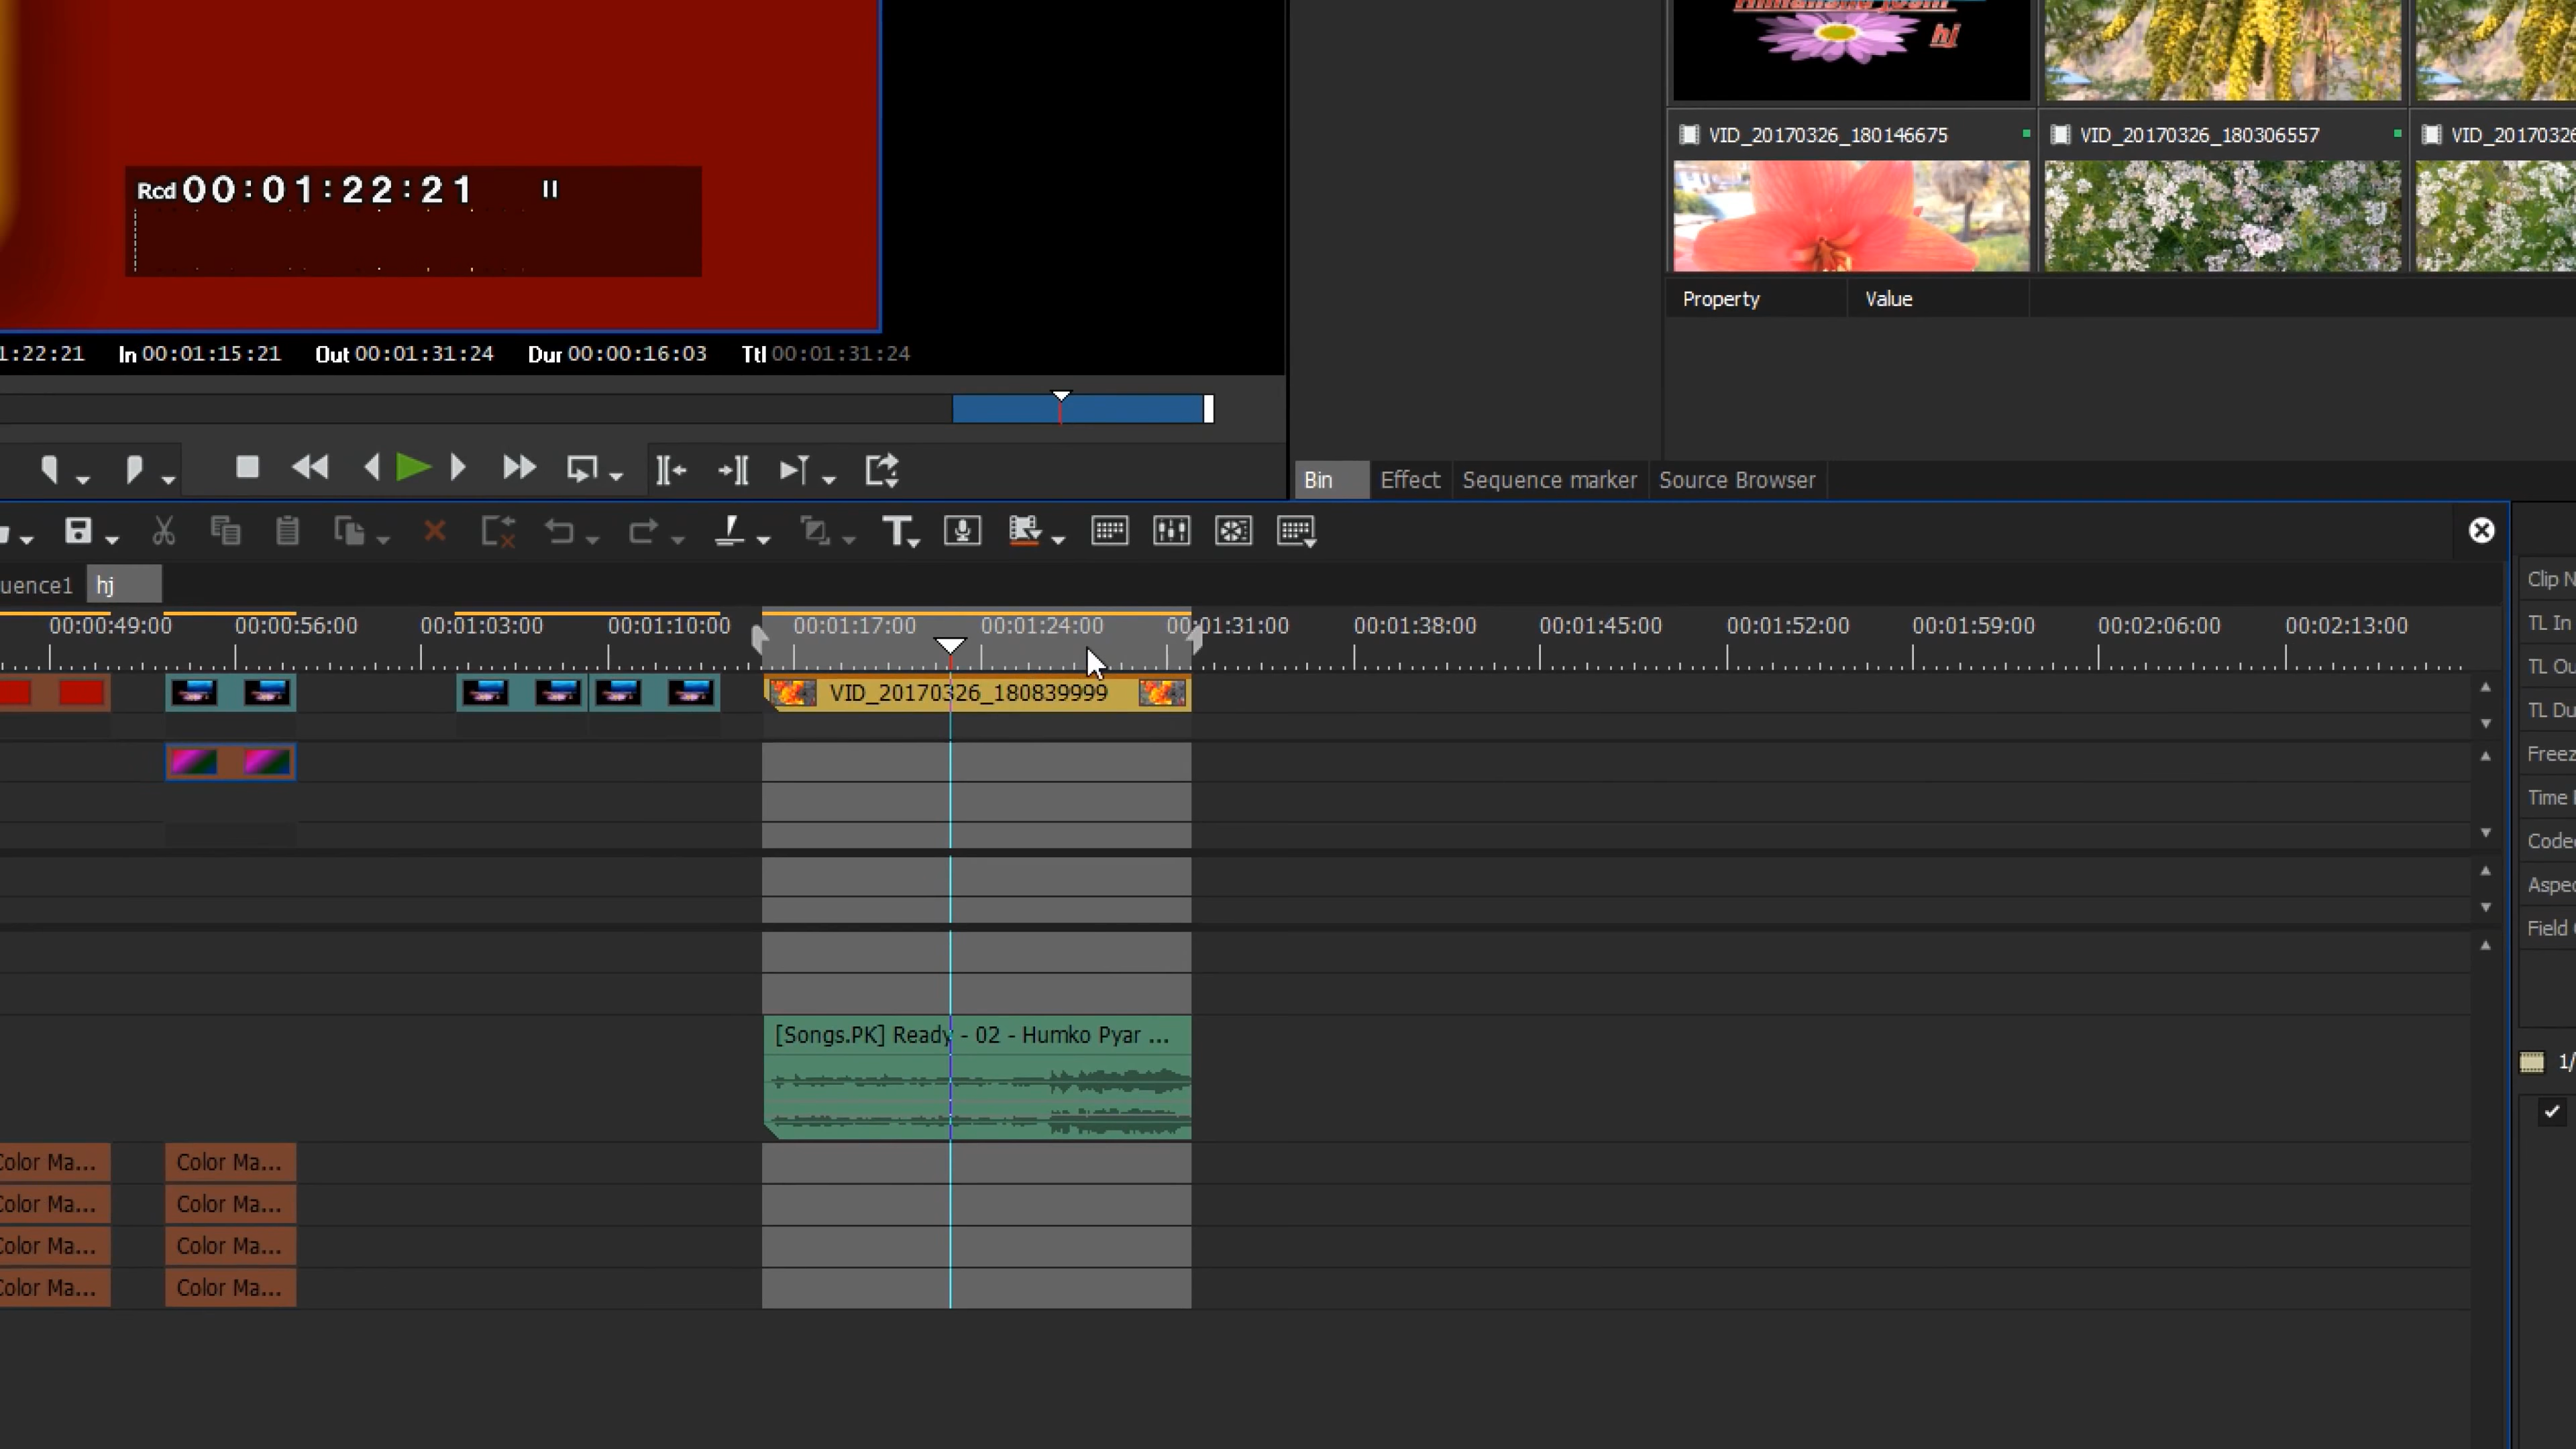 hj
VID_20170326_180146675
VID_20170326_180306557
Rcd 00:01:22:21
Property
Value
1:22:21
In 00:01:15:21
Out 00:01:31:24
Dur 00:00:16:03
Ttl 00:01:31:24
Bin
Effect
Sequence marker
Source Browser
T
uence1
hj
Clip N
00:00:49:00
00:00:56:00
00:01:03:00
00:01:10:00
00:01:17:00
00:01:24:00
00:01:31:00
00:01:38:00
00:01:45:00
00:01:52:00
00:01:59:00
00:02:06:00
00:02:13:00
TL In
TL Ou
TL Du
Freez
Time
Code
Aspe
Field
VID_20170326_180839999
[Songs.PK] Ready - 02 - Humko Pyar ...
1/
Color Ma...
Color Ma...
Color Ma...
Color Ma...
Color Ma...
Color Ma...
Color Ma...
Color Ma...